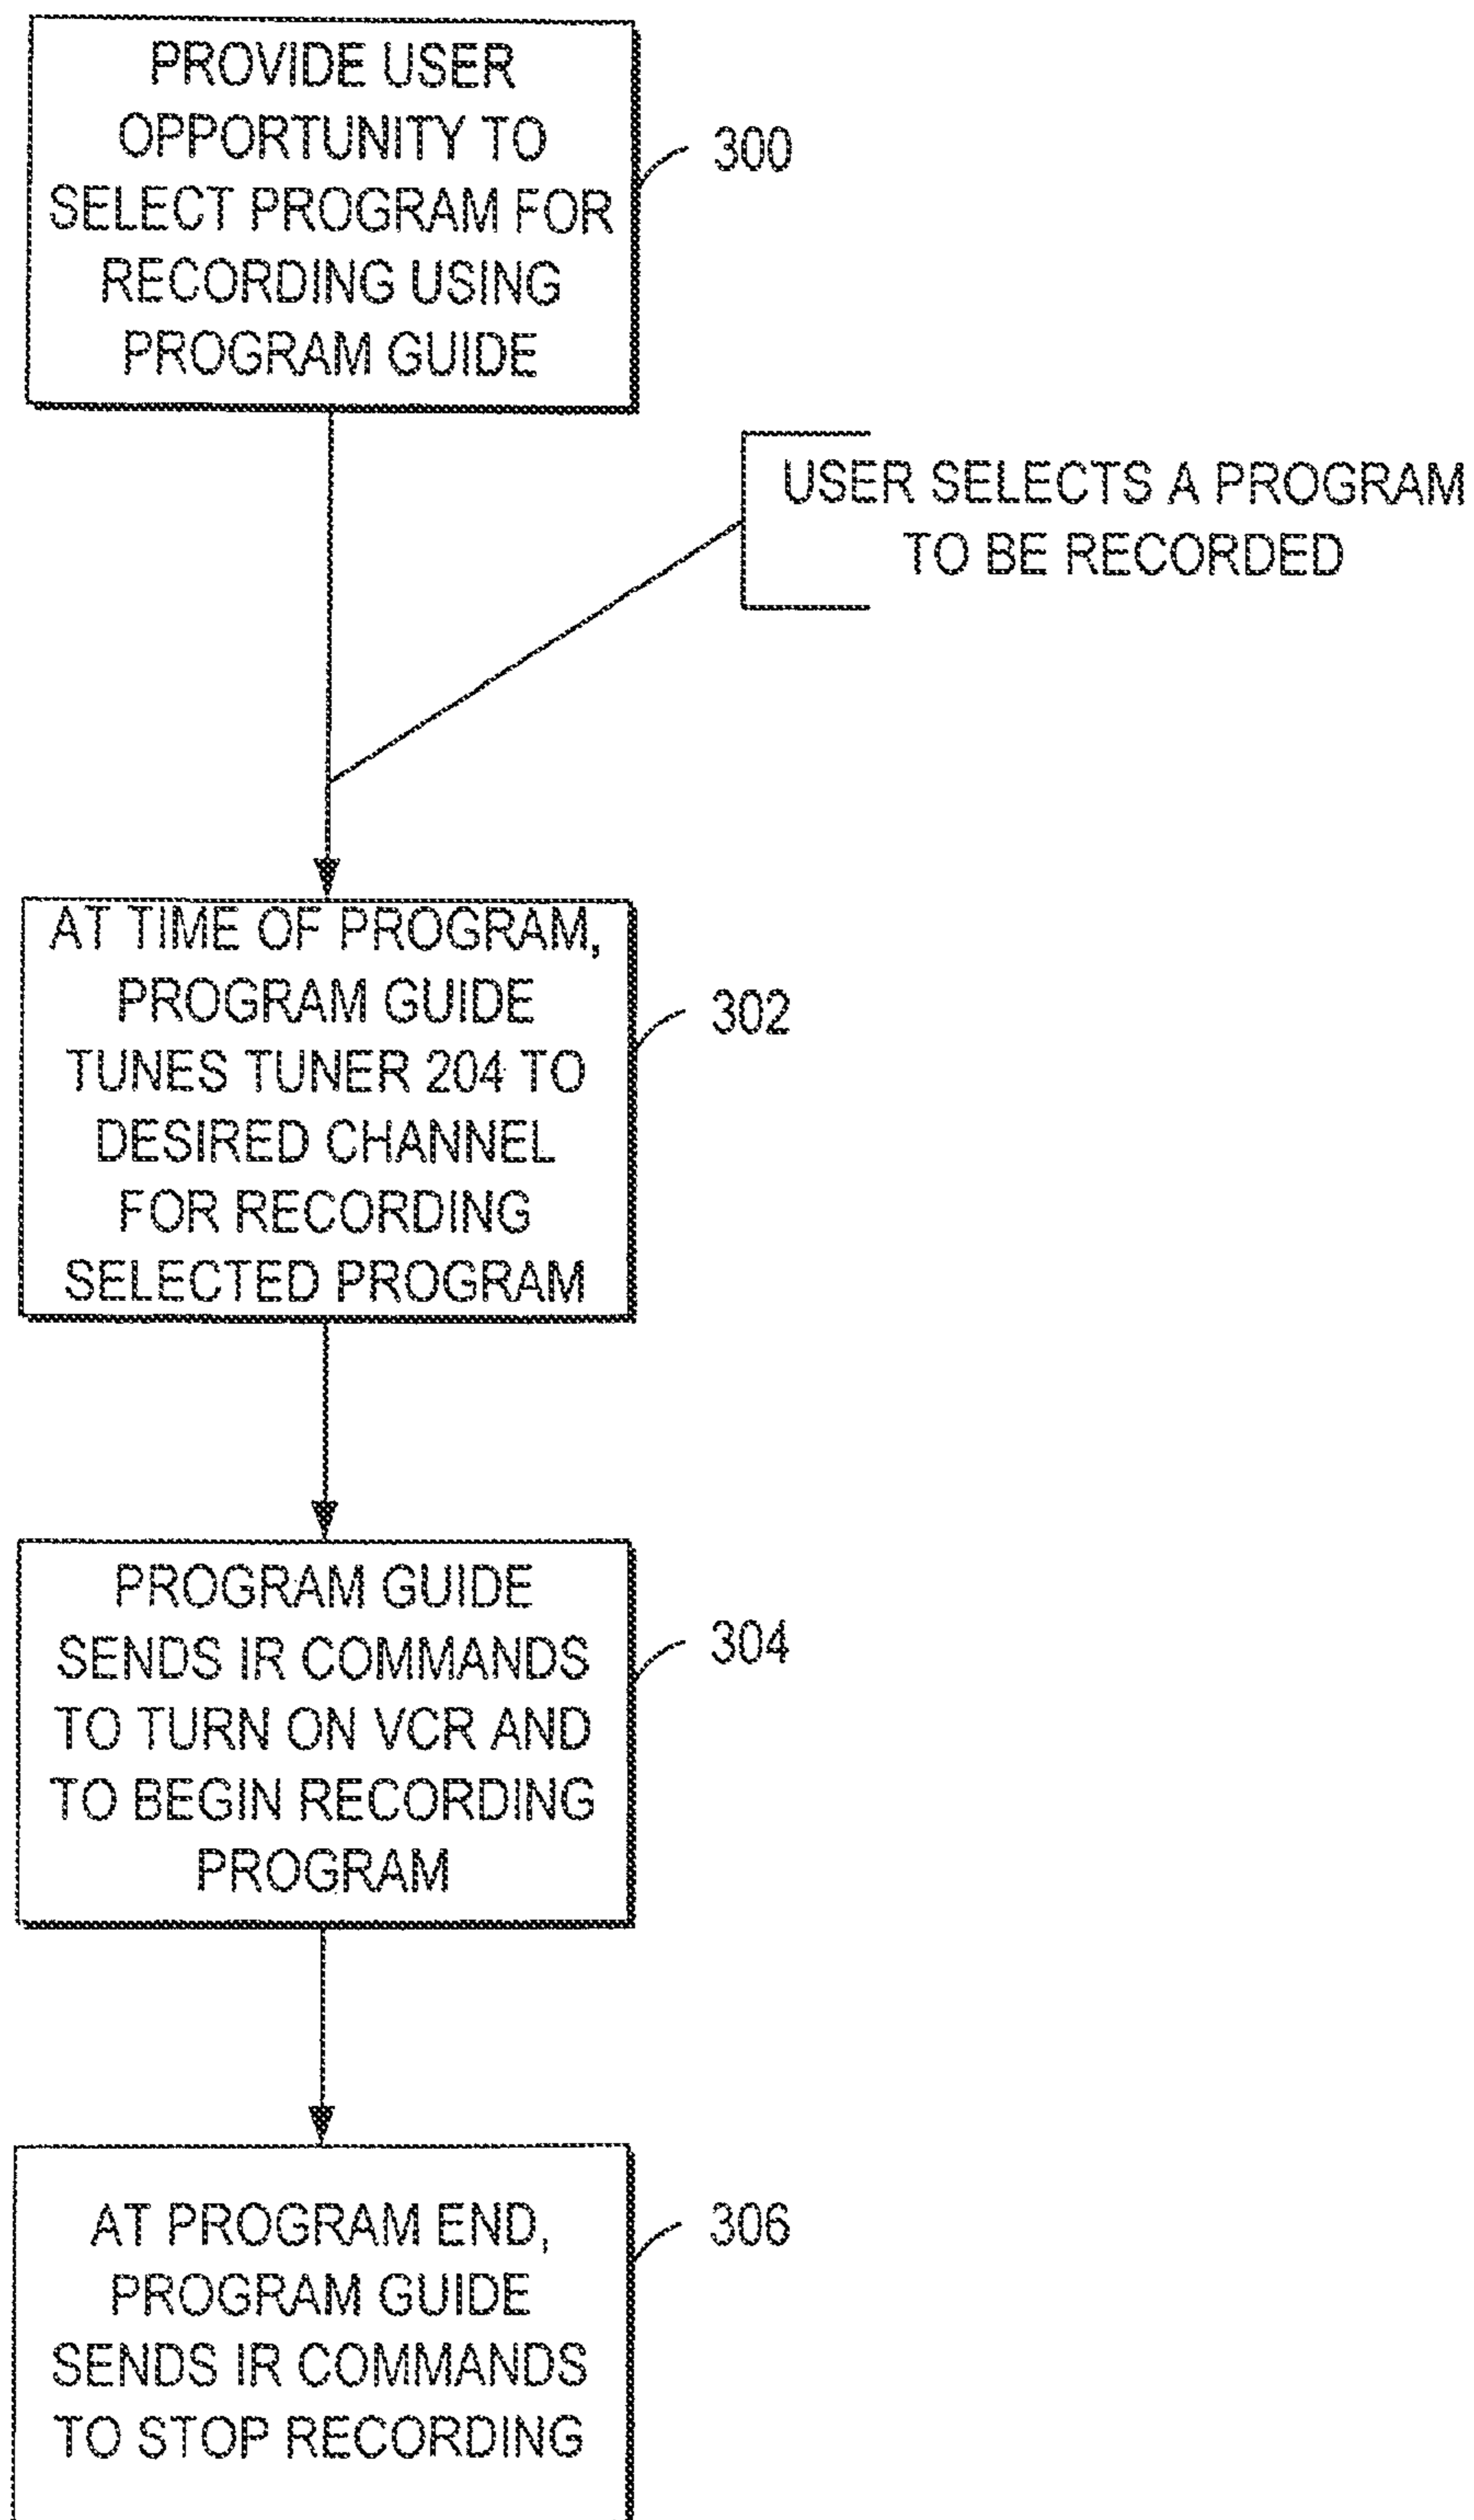 PROVIDE USER
OPPORTUNITY TO
SELECT PROGRAM FOR
RECORDING USING
PROGRAM GUIDE
300
USER SELECTS A PROGRAM
TO BE RECORDED
AT TIME OF PROGRAM,
PROGRAM GUIDE
TUNES TUNER 204 TO
DESIRED CHANNEL
FOR RECORDING
SELECTED PROGRAM
302
PROGRAM GUIDE
SENDS IR COMMANDS
TO TURN ON VCR AND
TO BEGIN RECORDING
PROGRAM
304
AT PROGRAM END,
PROGRAM GUIDE
SENDS IR COMMANDS
TO STOP RECORDING
306